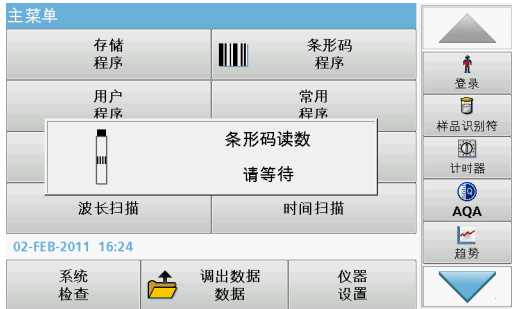 主菜单
存储
程序
条形码
程序
用户
程序
常用
程序
条形码读数
请等待
波长扫描
时间扫描
02-FEB-2011 16:24
系统
检查
调出数据
数据
仪器
设置
登录
样品识别符
计时器
AQA
趋势